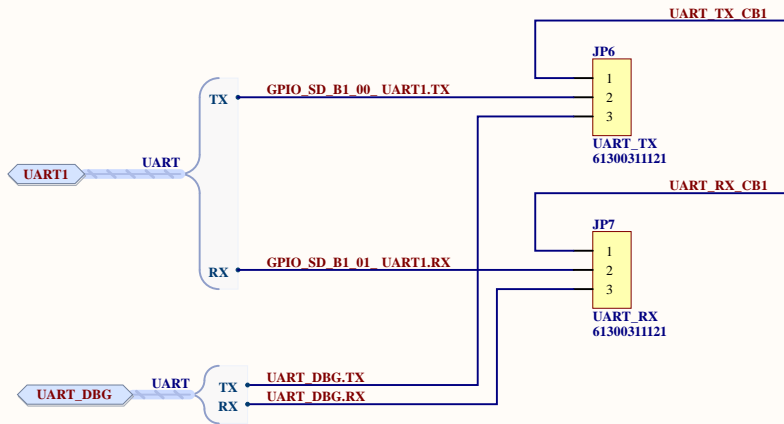 UART_TX_CB1
JP6
1
TX GPIO_SD_B1_00_ UART1.TX 2
3
UART_TX
61300311121
UART1 UART
UART_RX_CB1
JP7
1
RX GPIO_SD_B1_01_ UART1.RX 2
3
UART_RX
61300311121
UART_DBG UART
TX UART_DBG.TX
RX UART_DBG.RX